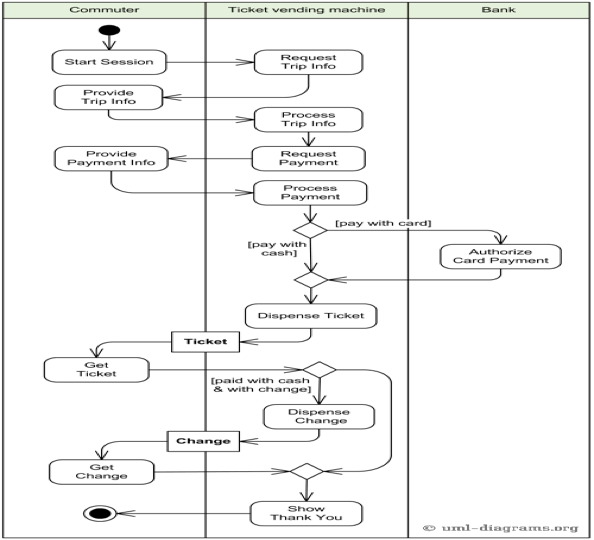 Commuter
Ticket vending machine
Bank
Start Session
Request
Trip Info
Provide
Trip Info
Process
Trip Info
Provide
Payment Info
Request
Payment
Process
Payment
[pay with card]
[pay with
cash]
Authorize
Card Payment
Dispense Ticket
Ticket
Get
Ticket
[paid with cash
& with change]
Dispense
Change
Change
Get
Change
Show
Thank You
© uml-diagrams.org